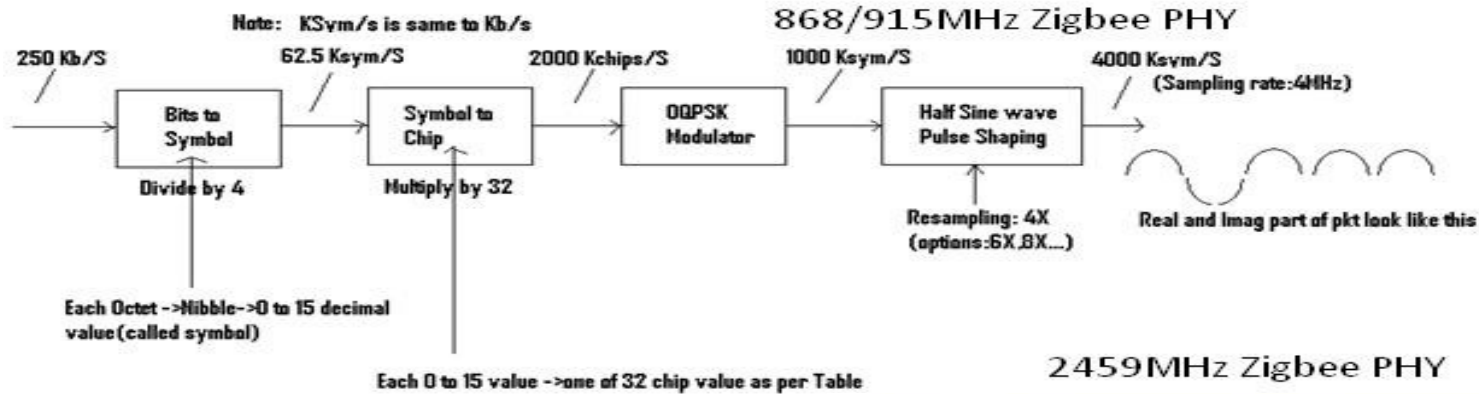 868/915MHz Zigbee PHY
Note: KSym/s is same to Kb/s
250 Kb/S
62.5 Ksym/S
2000 Kchips/S
1000 Ksym/S
4000 Ksym/S
(Sampling rate:4MHz)
Bits to
Symbol
Symbol to
Chip
OQPSK
Modulator
Half Sine wave
Pulse Shaping
Divide by 4
Multiply by 32
Resampling: 4X
(options:6X,8X...)
Real and Imag part of pkt look like this
Each Octet ->Nibble->0 to 15 decimal
value(called symbol)
Each 0 to 15 value ->one of 32 chip value as per Table
2459MHz Zigbee PHY